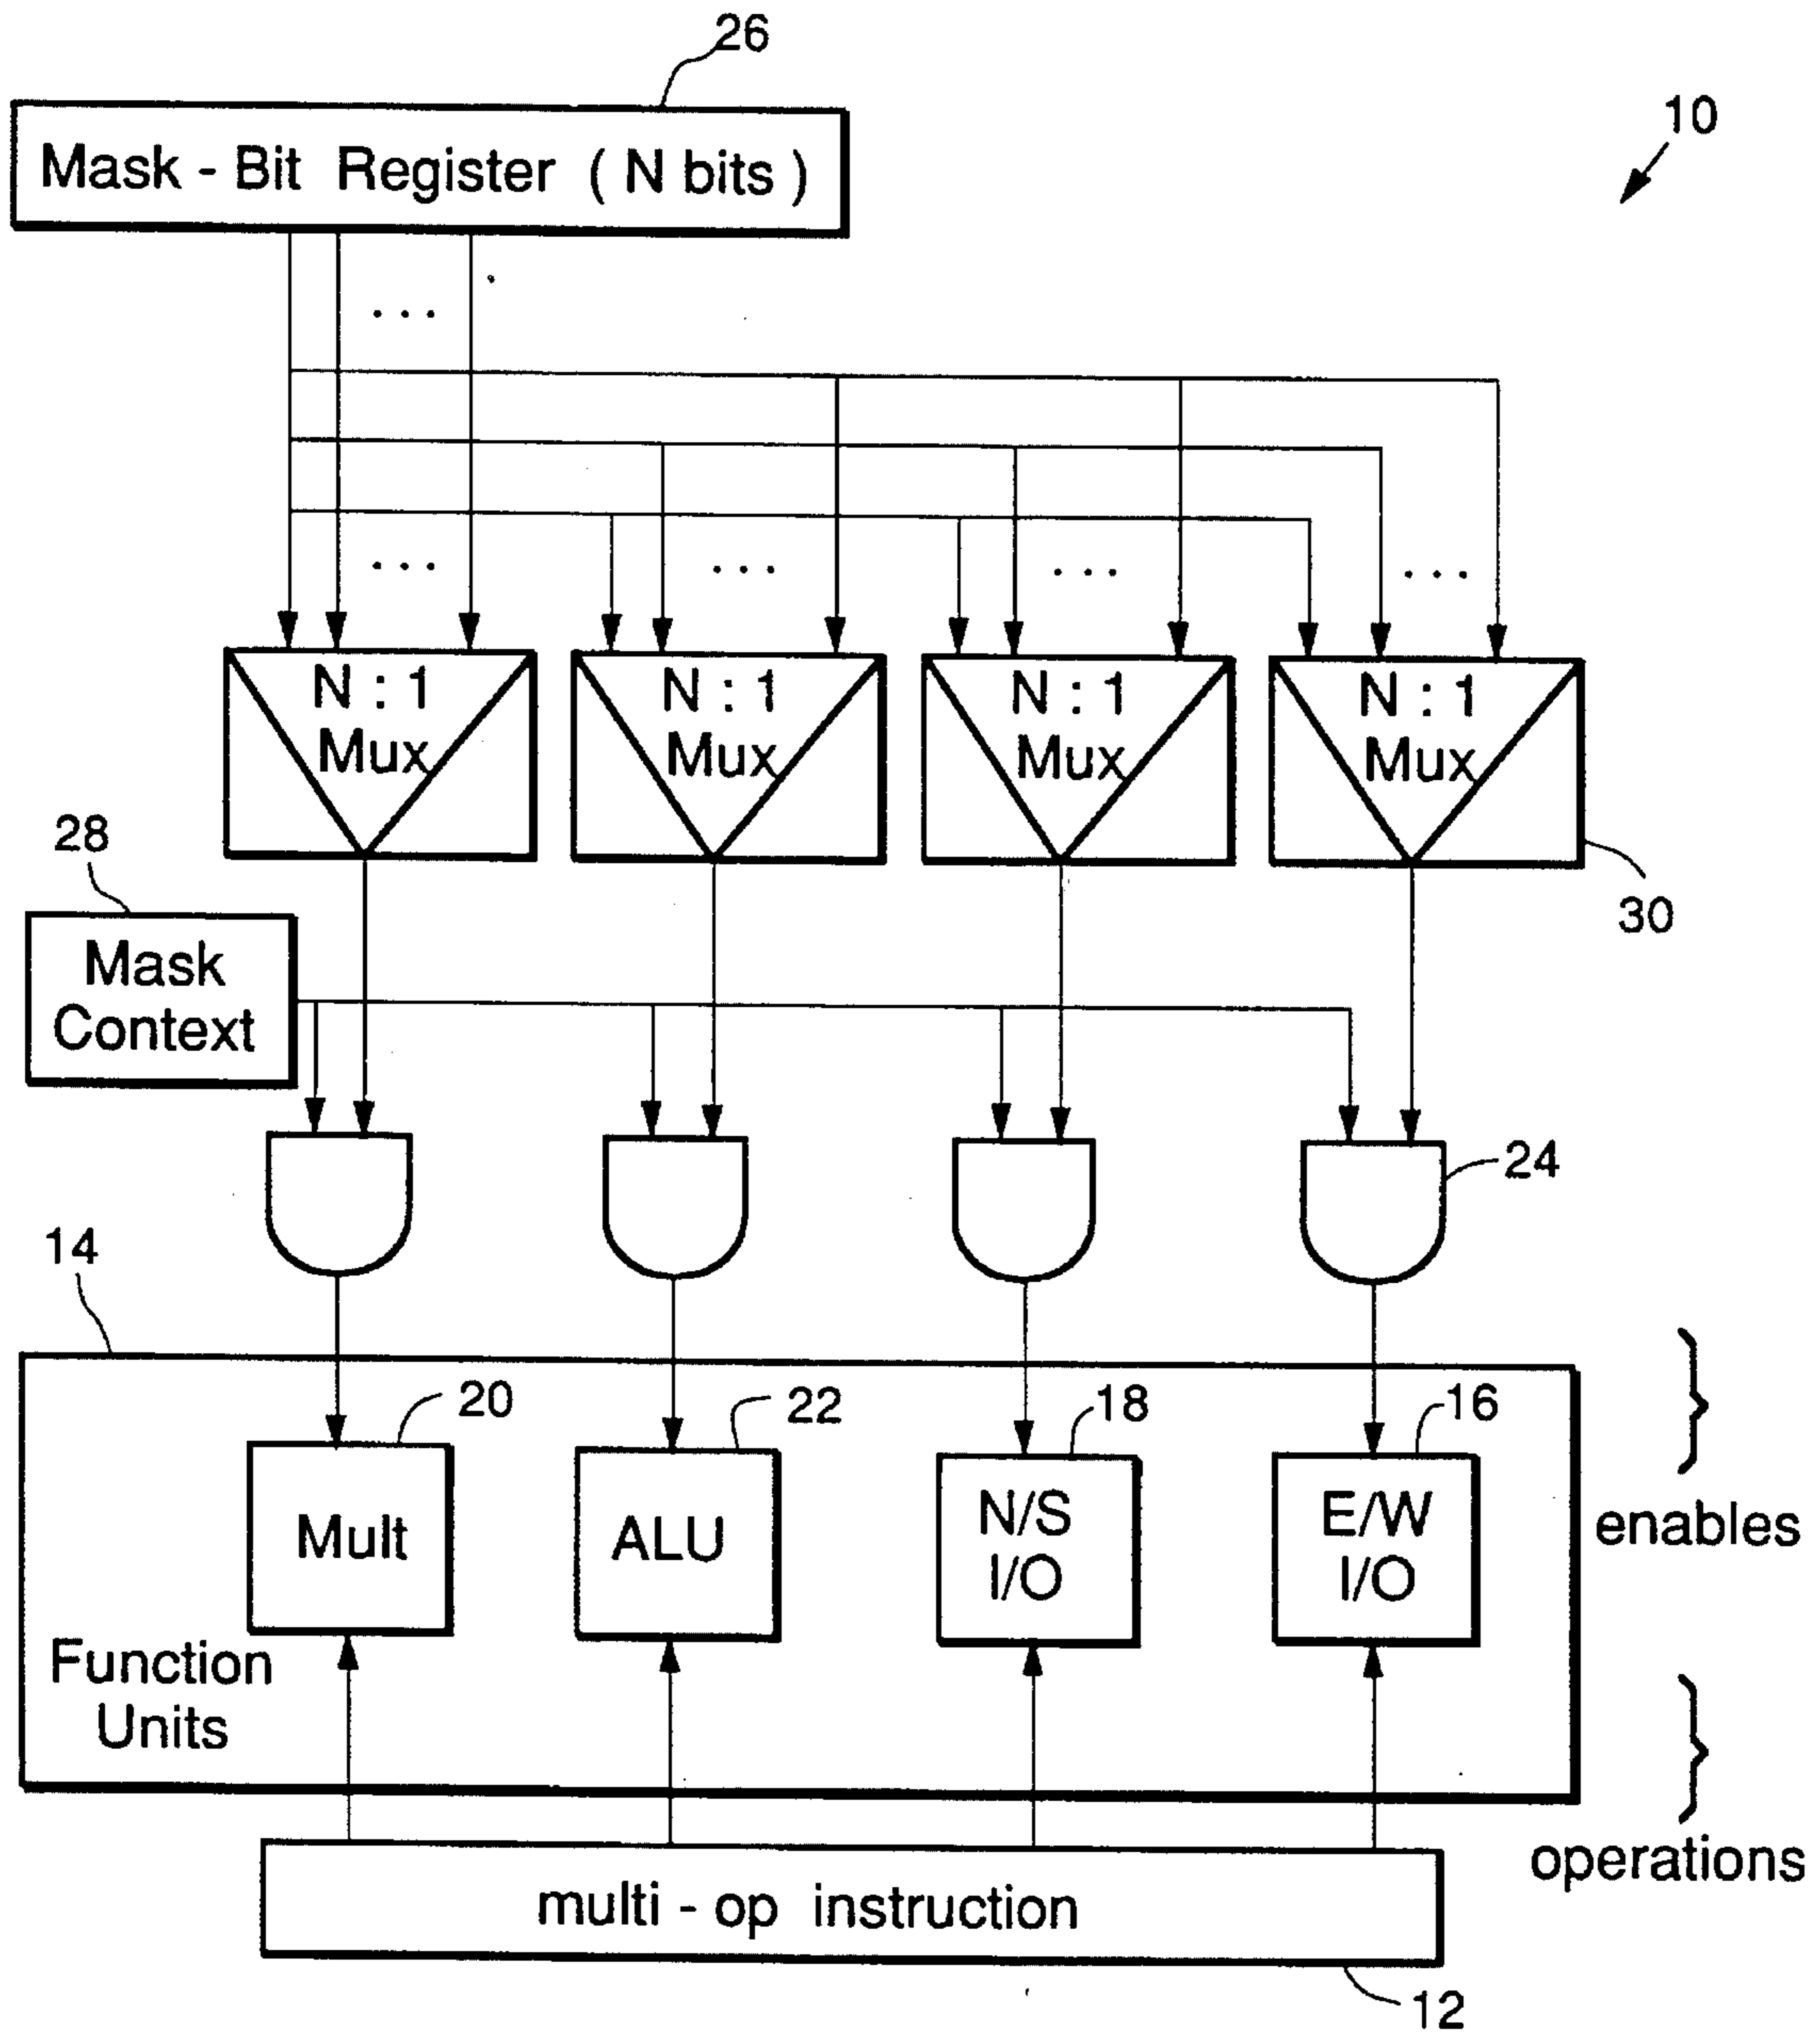 26
10
Mask - Bit Register ( N bits )
...
... ... ... ...
N : 1
Mux
N : 1
Mux
N : 1
Mux
N : 1
Mux
28
30
Mask
Context
24
14
20
22
18
16
Mult
ALU
N/S
I/O
E/W
I/O
enables
Function
Units
operations
multi - op instruction
12